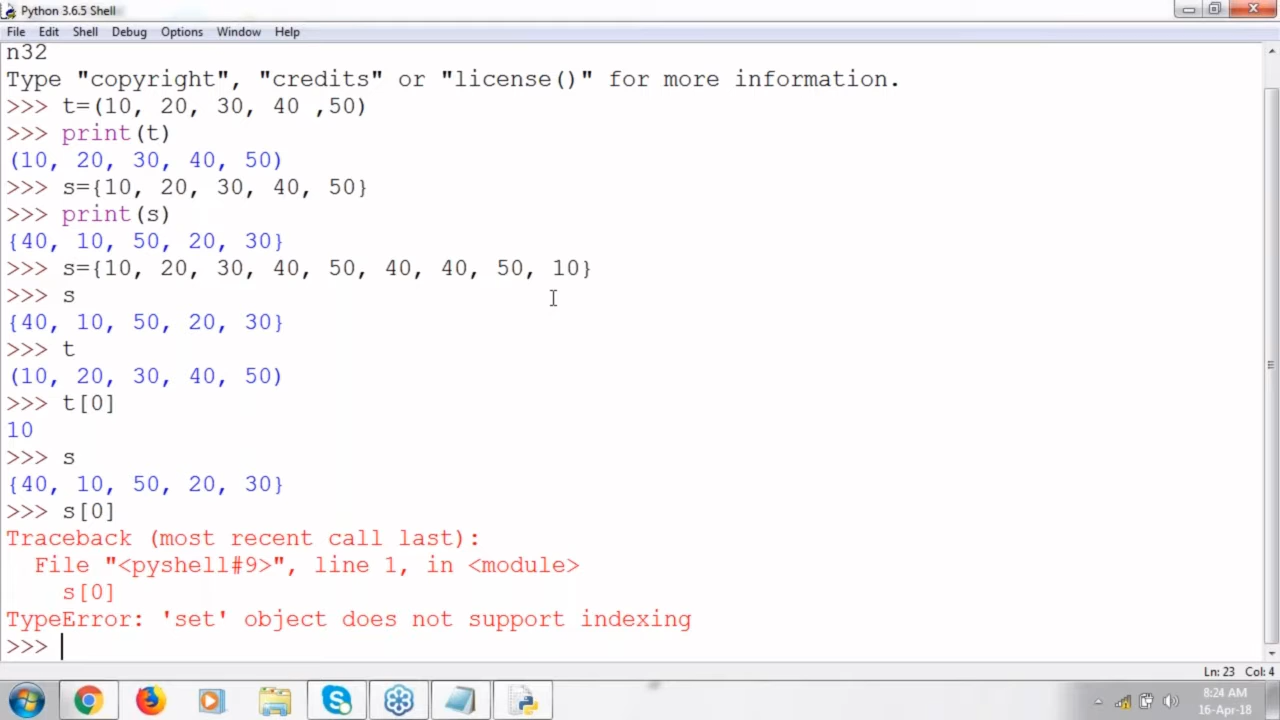 Python 3.6.5 Shell
File Edit Shell Debug Options Window Help
n32
Type "copyright", "credits" or "license()" for more information.
>>> t=(10, 20, 30, 40 ,50)
>>> print(t)
(10, 20, 30, 40, 50)
>>> s={10, 20, 30, 40, 50}
>>> print(s)
{40, 10, 50, 20, 30}
>>> s={10, 20, 30, 40, 50, 40, 40, 50, 10}
>>> s
{40, 10, 50, 20, 30}
>>> t
(10, 20, 30, 40, 50)
>>> t[0]
10
>>> s
{40, 10, 50, 20, 30}
>>> s[0]
Traceback (most recent call last):
  File "<pyshell#9>", line 1, in <module>
    s[0]
TypeError: 'set' object does not support indexing
>>>
Ln: 23 Col: 4
8:24 AM
16-Apr-18